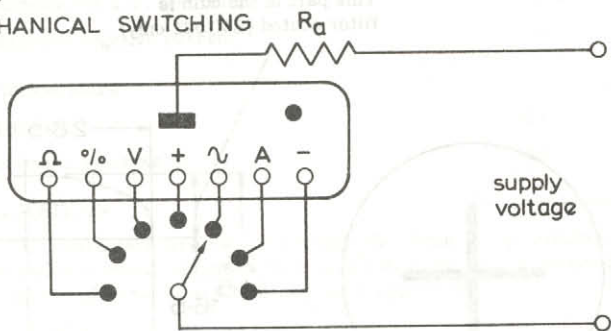 HANICAL SWITCHING
Rₐ
Ω % V + ∿ A −
supply
voltage